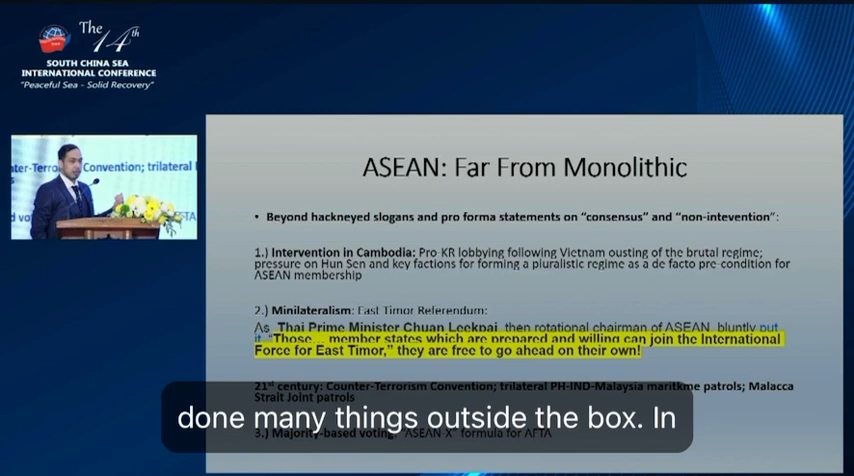 The 14th
SOUTH CHINA SEA
INTERNATIONAL CONFERENCE
"Peaceful Sea - Solid Recovery"
ASEAN: Far From Monolithic
• Beyond hackneyed slogans and pro forma statements on “consensus” and “non-intevention”:
1.) Intervention in Cambodia: Pro-KR lobbying following Vietnam ousting of the brutal regime;
pressure on Hun Sen and key factions for forming a pluralistic regime as a de facto pre-condition for
ASEAN membership
2.) Minilateralism: East Timor Referendum:
As Thai Prime Minister Chuan Leekpai, then rotational chairman of ASEAN, bluntly put
it, “Those... member states which are prepared and willing can join the International
Force for East Timor,” they are free to go ahead on their own!
21st century: Counter-Terrorism Convention; trilateral PH-IND-Malaysia maritime patrols; Malacca
Strait Joint patrols
3.) Majority-based voting: “ASEAN X” formula for AFTA
done many things outside the box. In
ter-Terro Convention; trilateral
d vo TA